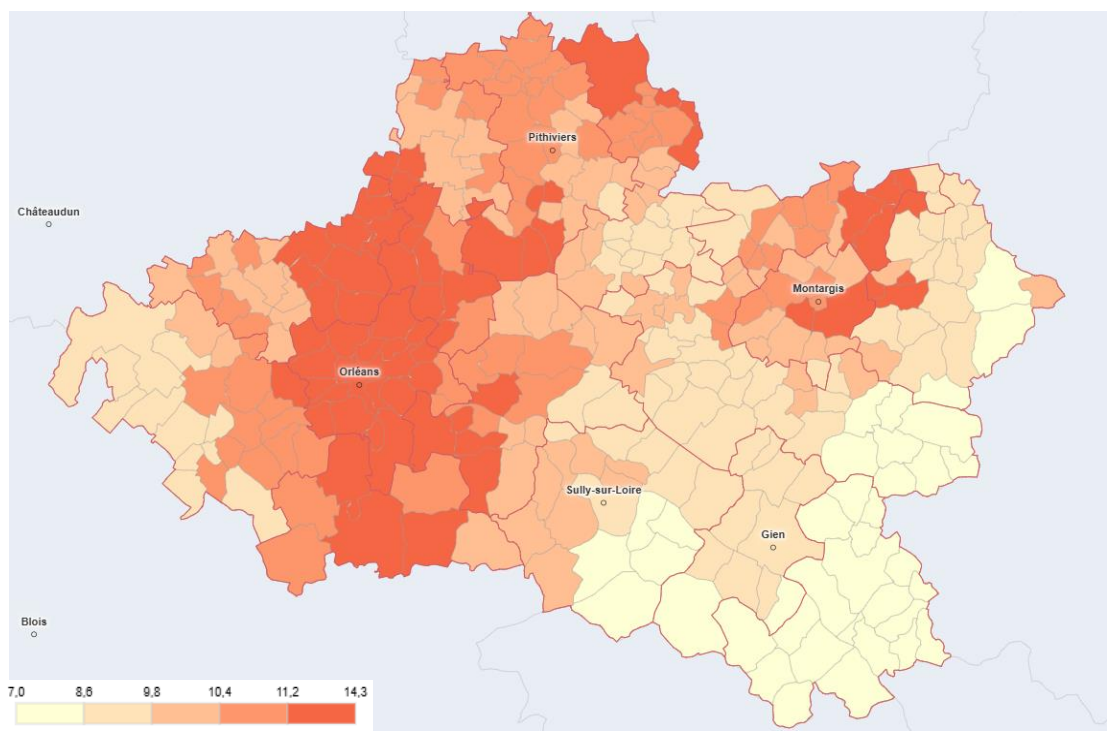 Pithiviers
Châteaudun
Montargis
Orléans
Sully-sur-Loire
Gien
Blois
7,0 8,6 9,8 10,4 11,2 14,3